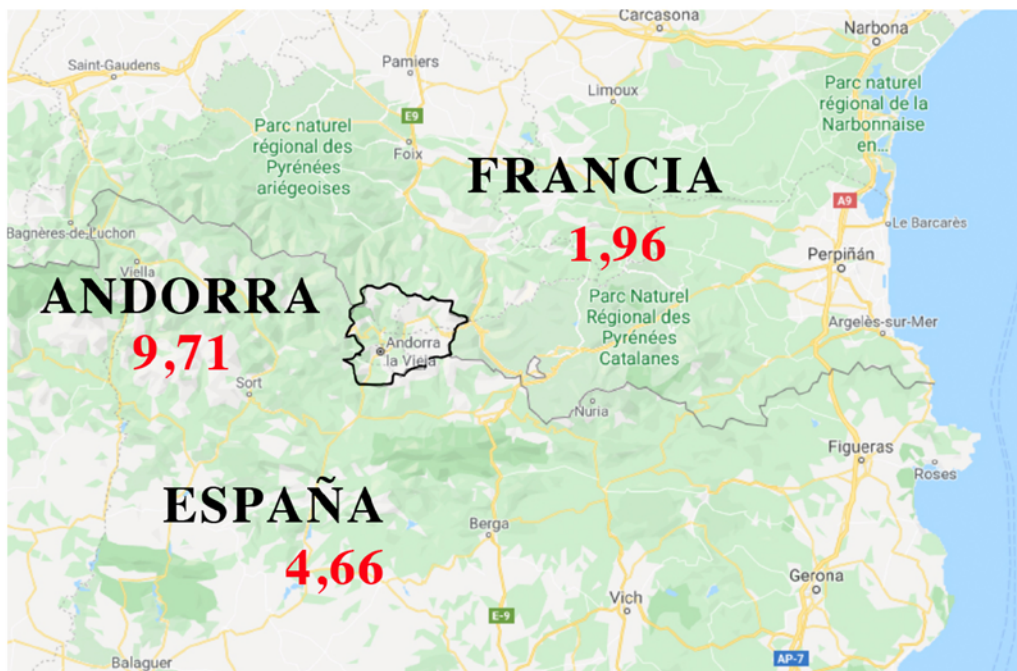 Carcasona
Narbona
Saint-Gaudens
Pamiers
Parc naturel
régional de la
Narbonnaise
en...
Limoux
E9
Parc naturel
régional des
Pyrénées
ariégeoises
Foix
FRANCIA
1,96
A9
Le Barcarès
Bagnères-de-Luchon
Perpiñán
Viella
ANDORRA
9,71
Parc Naturel
Régional des
Pyrénées
Catalanes
Argelès-sur-Mer
Andorra
la Vieja
Sort
Nuria
Figueras
Roses
ESPAÑA
4,66
Berga
Gerona
Vich
E-9
Balaguer
AP-7